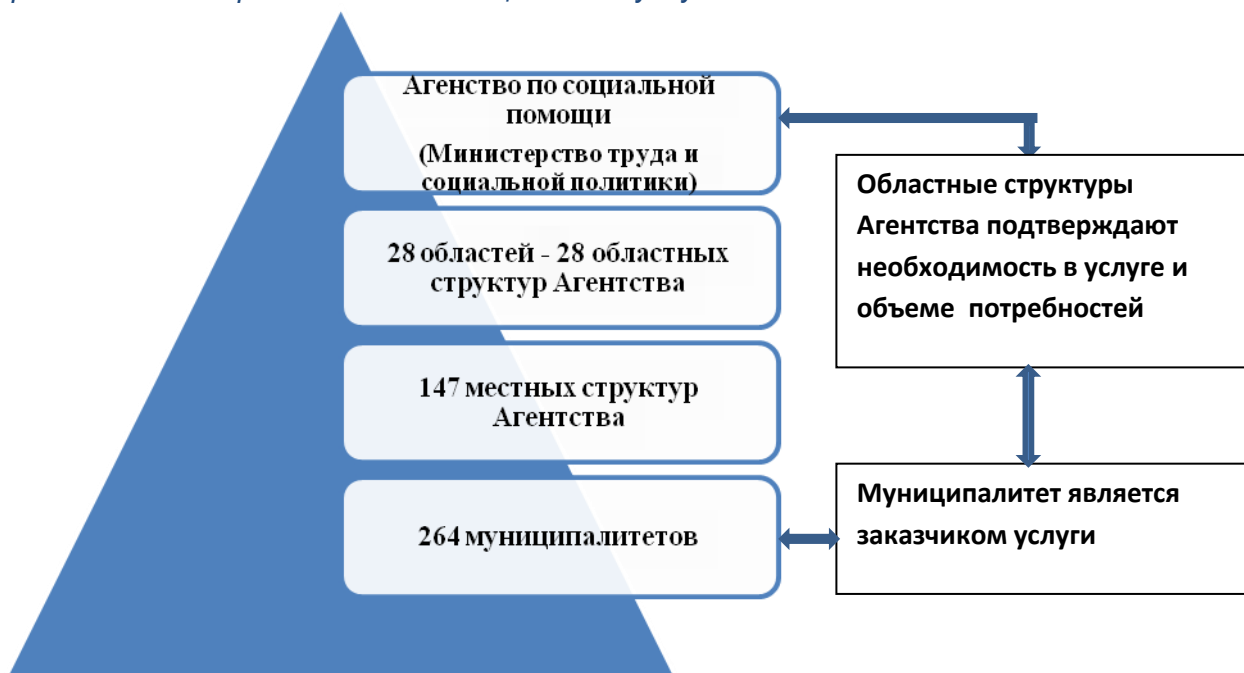 Агенство по социальной
помощи
(Министерство труда и
социальной политики)
28 областей - 28 областных
структур Агентства
147 местных структур
Агентства
264 муниципалитетов
Областные структуры
Агентства подтверждают
необходимость в услуге и
объеме потребностей
Муниципалитет является
заказчиком услуги